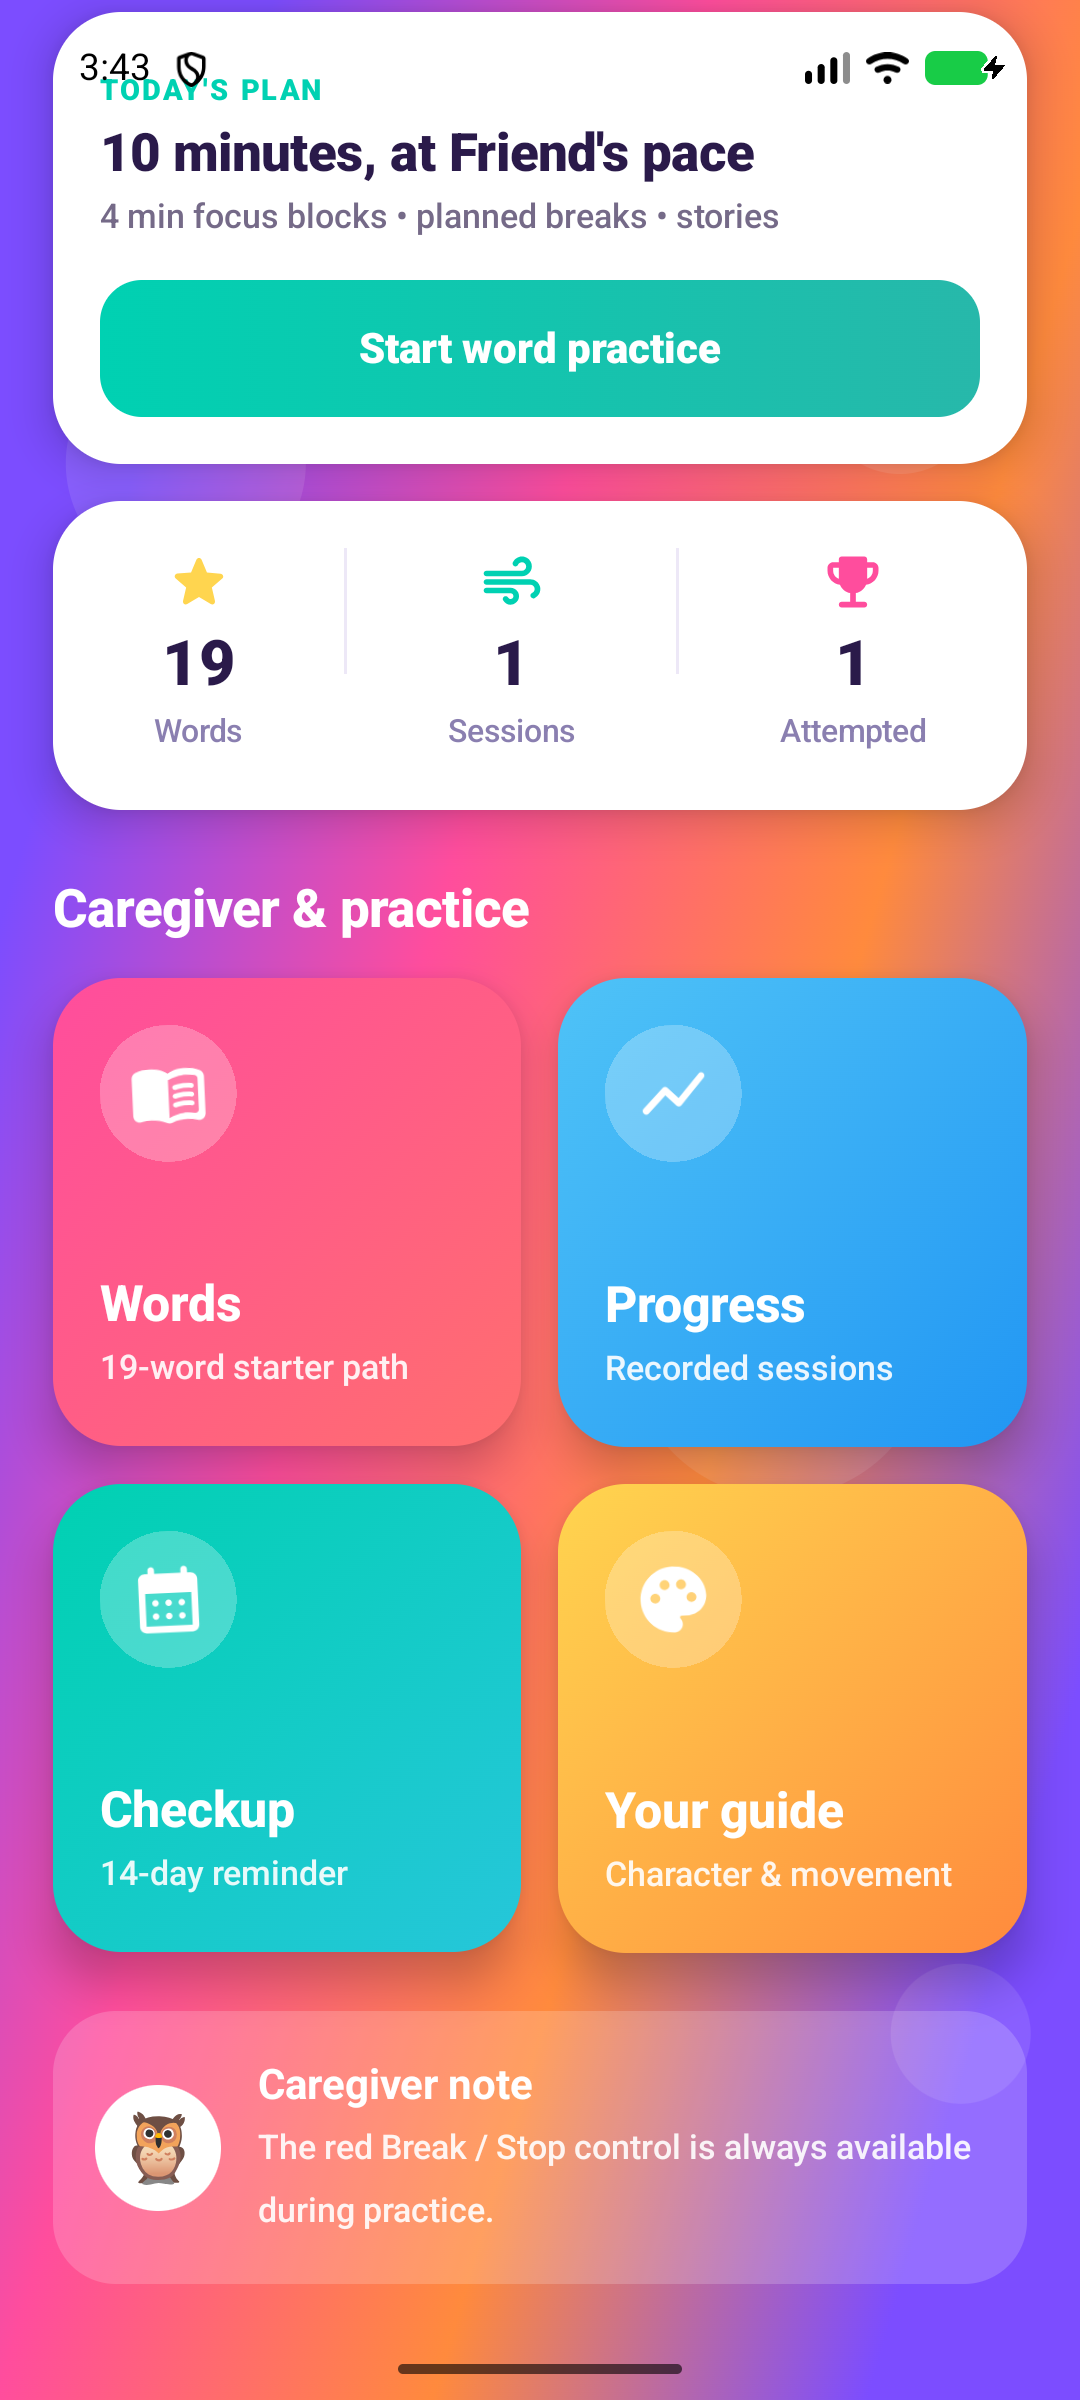 3:43
TODAY'S PLAN
10 minutes, at Friend's pace
4 min focus blocks • planned breaks • stories
Start word practice
19
Words
1
Sessions
1
Attempted
Caregiver & practice
Words
19-word starter path
Progress
Recorded sessions
Checkup
14-day reminder
Your guide
Character & movement
Caregiver note
The red Break / Stop control is always available
during practice.